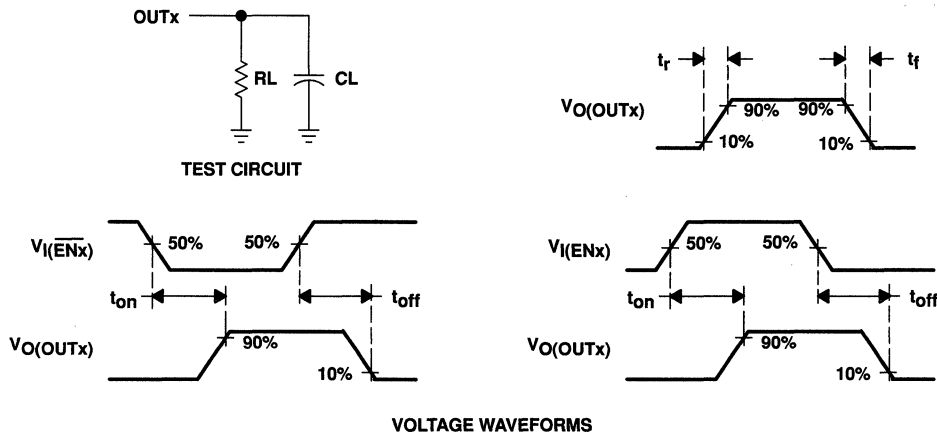 OUTx
RL CL
TEST CIRCUIT
tr tf
VO(OUTx)
90% 90%
10% 10%
VI(E̅N̅x̅)
50% 50%
ton toff
VO(OUTx)
90%
10%
VI(ENx)
50% 50%
ton toff
VO(OUTx)
90%
10%
VOLTAGE WAVEFORMS